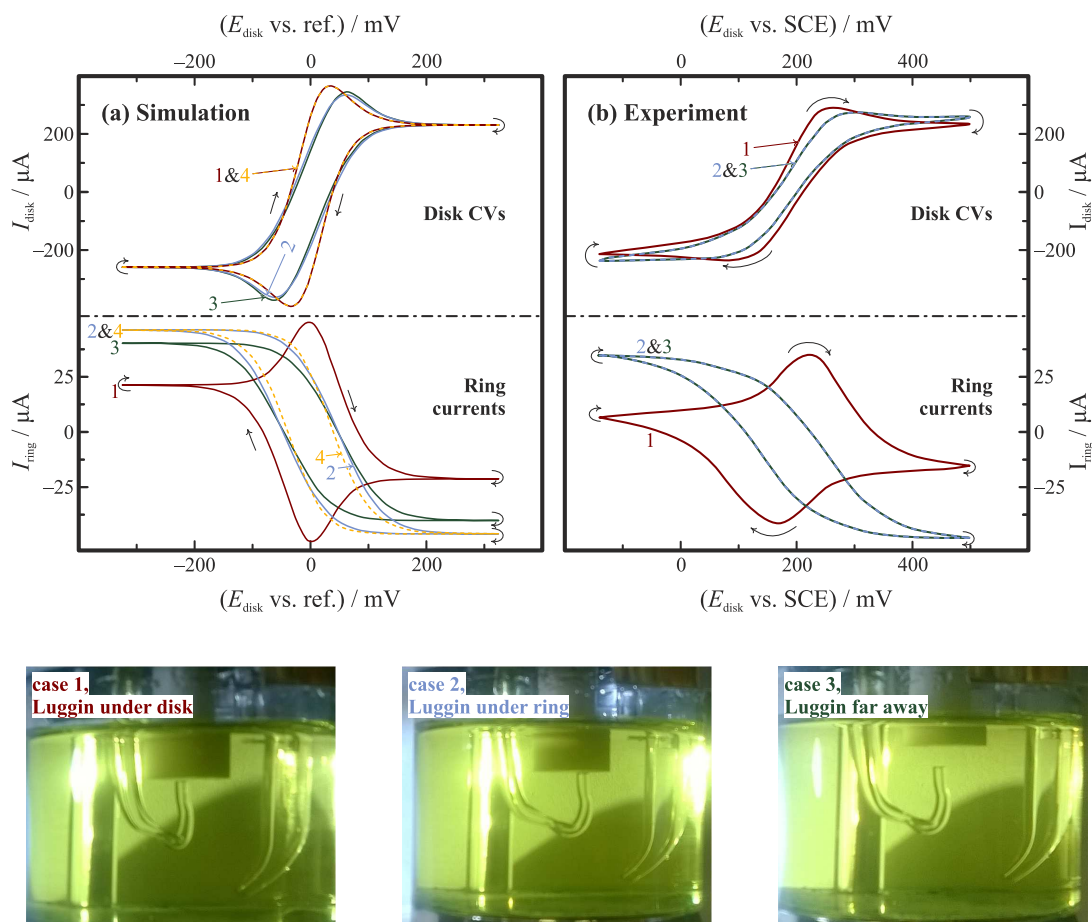 (E_disk vs. ref.) / mV
−200 0 200
(a) Simulation
200
0
−200
I_disk / µA
1&4
2
3
Disk CVs
2&4
3
1
25
0
−25
I_ring / µA
4
2
Ring
currents
−200 0 200
(E_disk vs. ref.) / mV
(E_disk vs. SCE) / mV
0 200 400
(b) Experiment
1
2&3
Disk CVs
200
0
−200
I_disk / µA
2&3
1
Ring
currents
25
0
−25
I_ring / µA
0 200 400
(E_disk vs. SCE) / mV
case 1,
Luggin under disk
case 2,
Luggin under ring
case 3,
Luggin far away